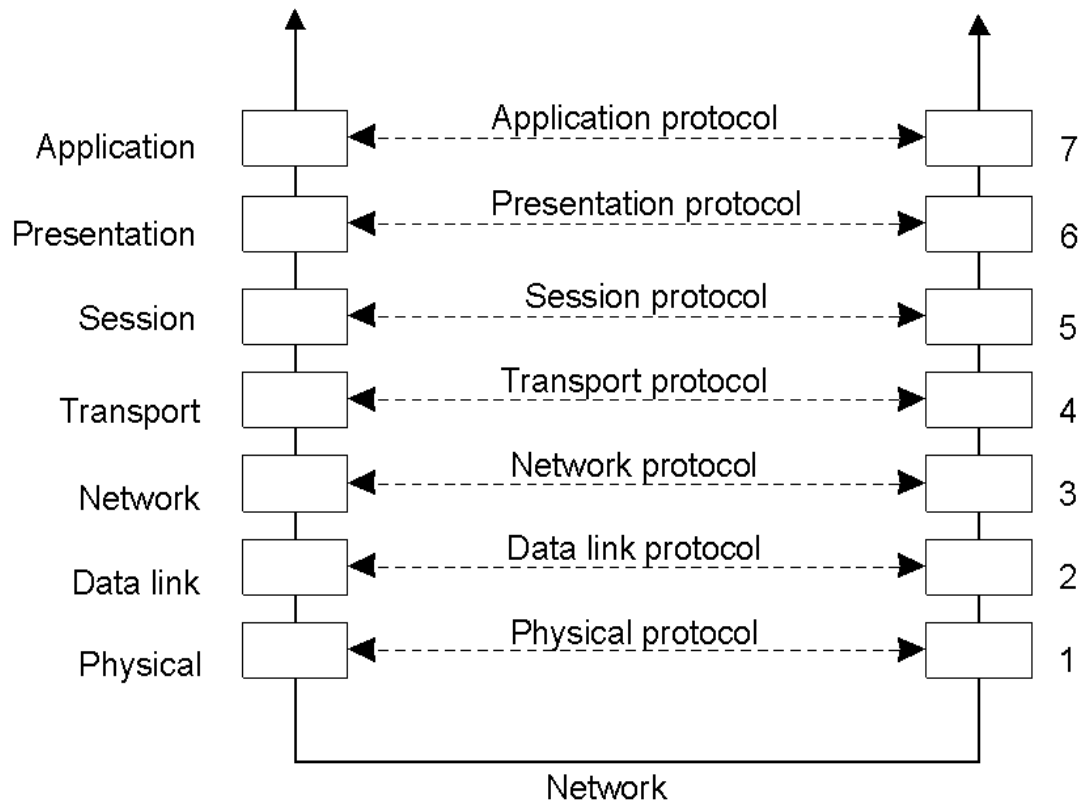 Application protocol
Application
7
Presentation protocol
Presentation
6
Session protocol
Session
5
Transport protocol
Transport
4
Network protocol
Network
3
Data link protocol
Data link
2
Physical protocol
Physical
1
Network